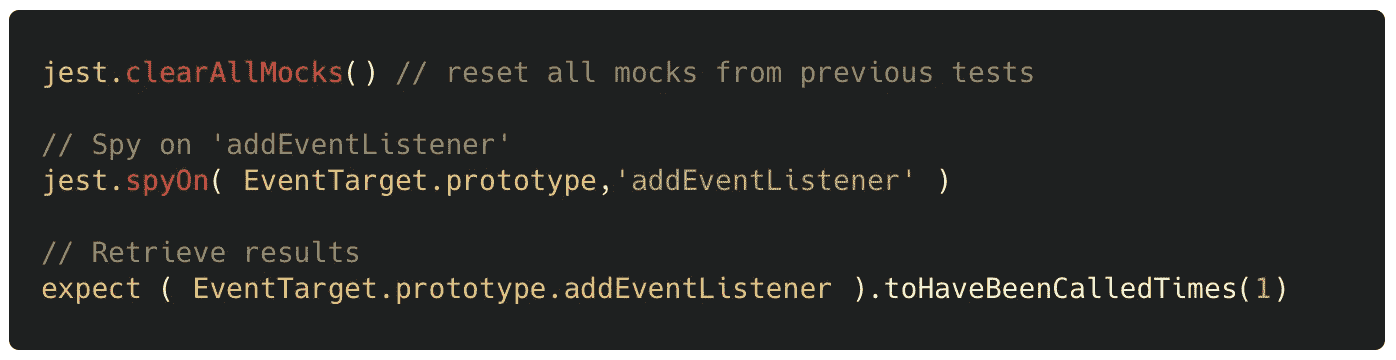 jest.clearAllMocks() // reset all mocks from previous tests
// Spy on 'addEventListener'
jest.spyOn( EventTarget.prototype,'addEventListener' )
// Retrieve results
expect ( EventTarget.prototype.addEventListener ).toHaveBeenCalledTimes(1)